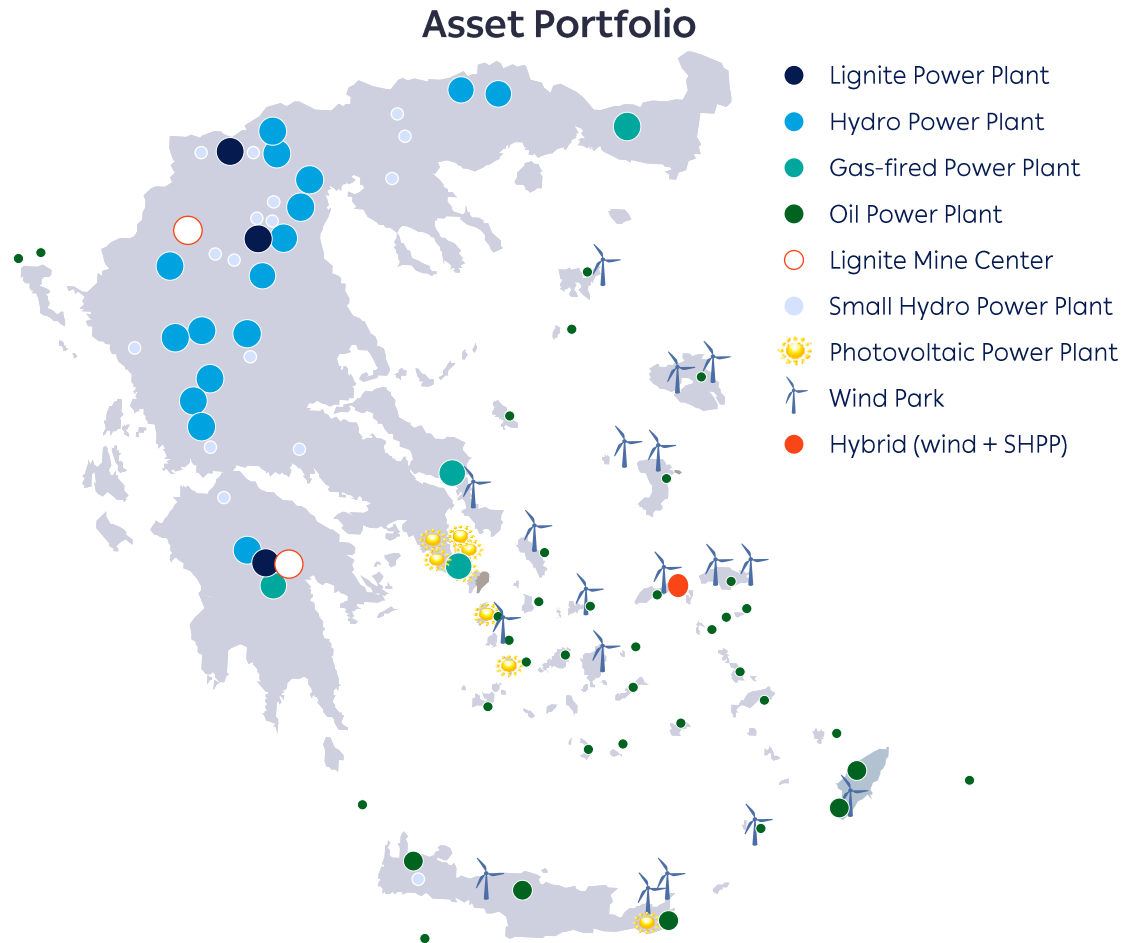 Asset Portfolio
Lignite Power Plant
Hydro Power Plant
Gas-fired Power Plant
Oil Power Plant
Lignite Mine Center
Small Hydro Power Plant
Photovoltaic Power Plant
Wind Park
Hybrid (wind + SHPP)